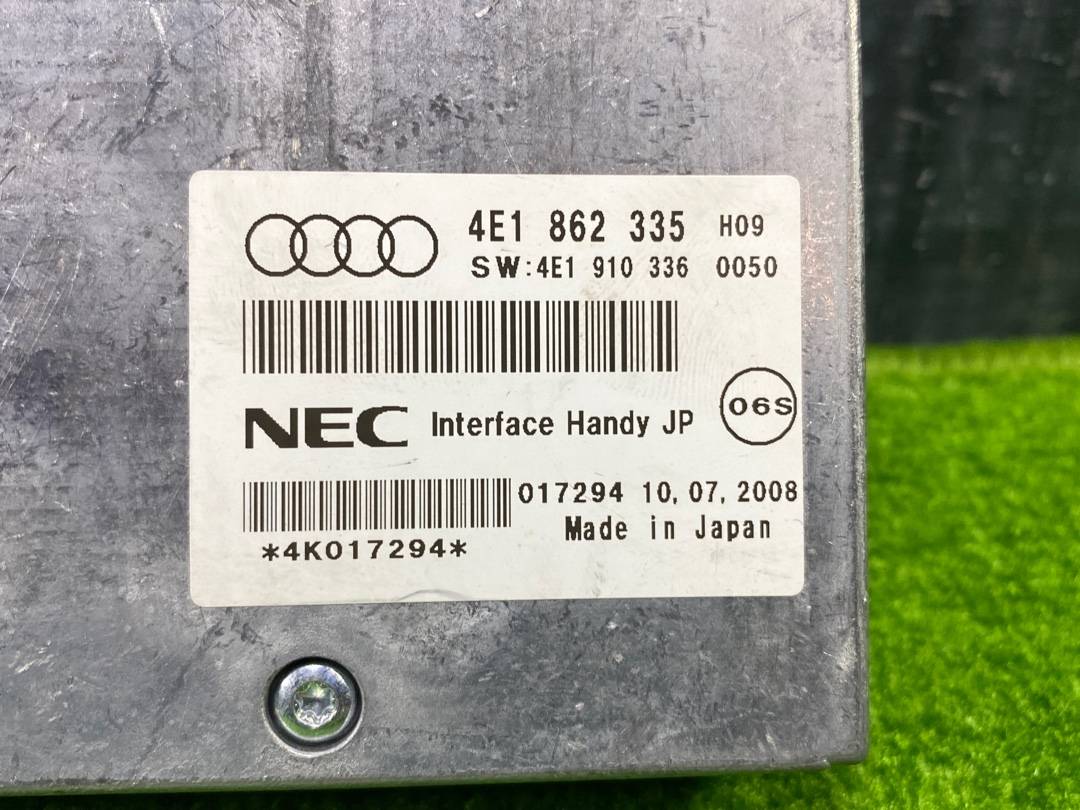 4E1 862 335 H09
SW:4E1 910 336 0050
NEC Interface Handy JP 06S
017294 10, 07, 2008
Made in Japan
*4K017294*